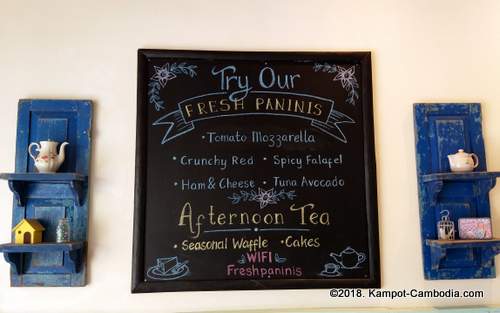 Try Our
FRESH PANINIS
• Tomato Mozzarella
• Crunchy Red • Spicy Falafel
• Ham & Cheese • Tuna Avocado
Afternoon Tea
• Seasonal Waffle • Cakes
WIFI
Freshpaninis
©2018. Kampot-Cambodia.com